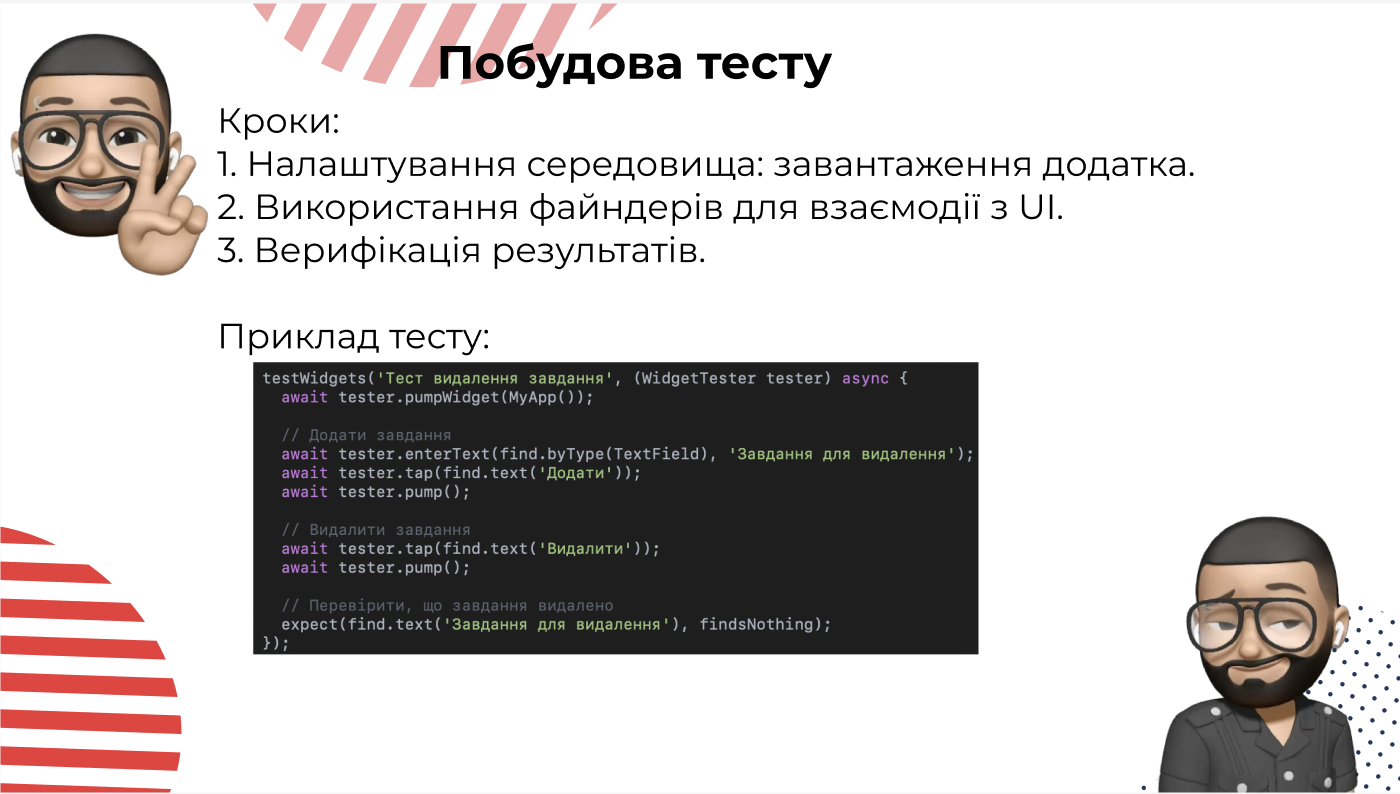 Побудова тесту
Кроки:
1. Налаштування середовища: завантаження додатка.
2. Використання файндерів для взаємодії з UI.
3. Верифікація результатів.
Приклад тесту:
testWidgets('Тест видалення завдання', (WidgetTester tester) async {
  await tester.pumpWidget(MyApp());
  // Додати завдання
  await tester.enterText(find.byType(TextField), 'Завдання для видалення');
  await tester.tap(find.text('Додати'));
  await tester.pump();
  // Видалити завдання
  await tester.tap(find.text('Видалити'));
  await tester.pump();
  // Перевірити, що завдання видалено
  expect(find.text('Завдання для видалення'), findsNothing);
});